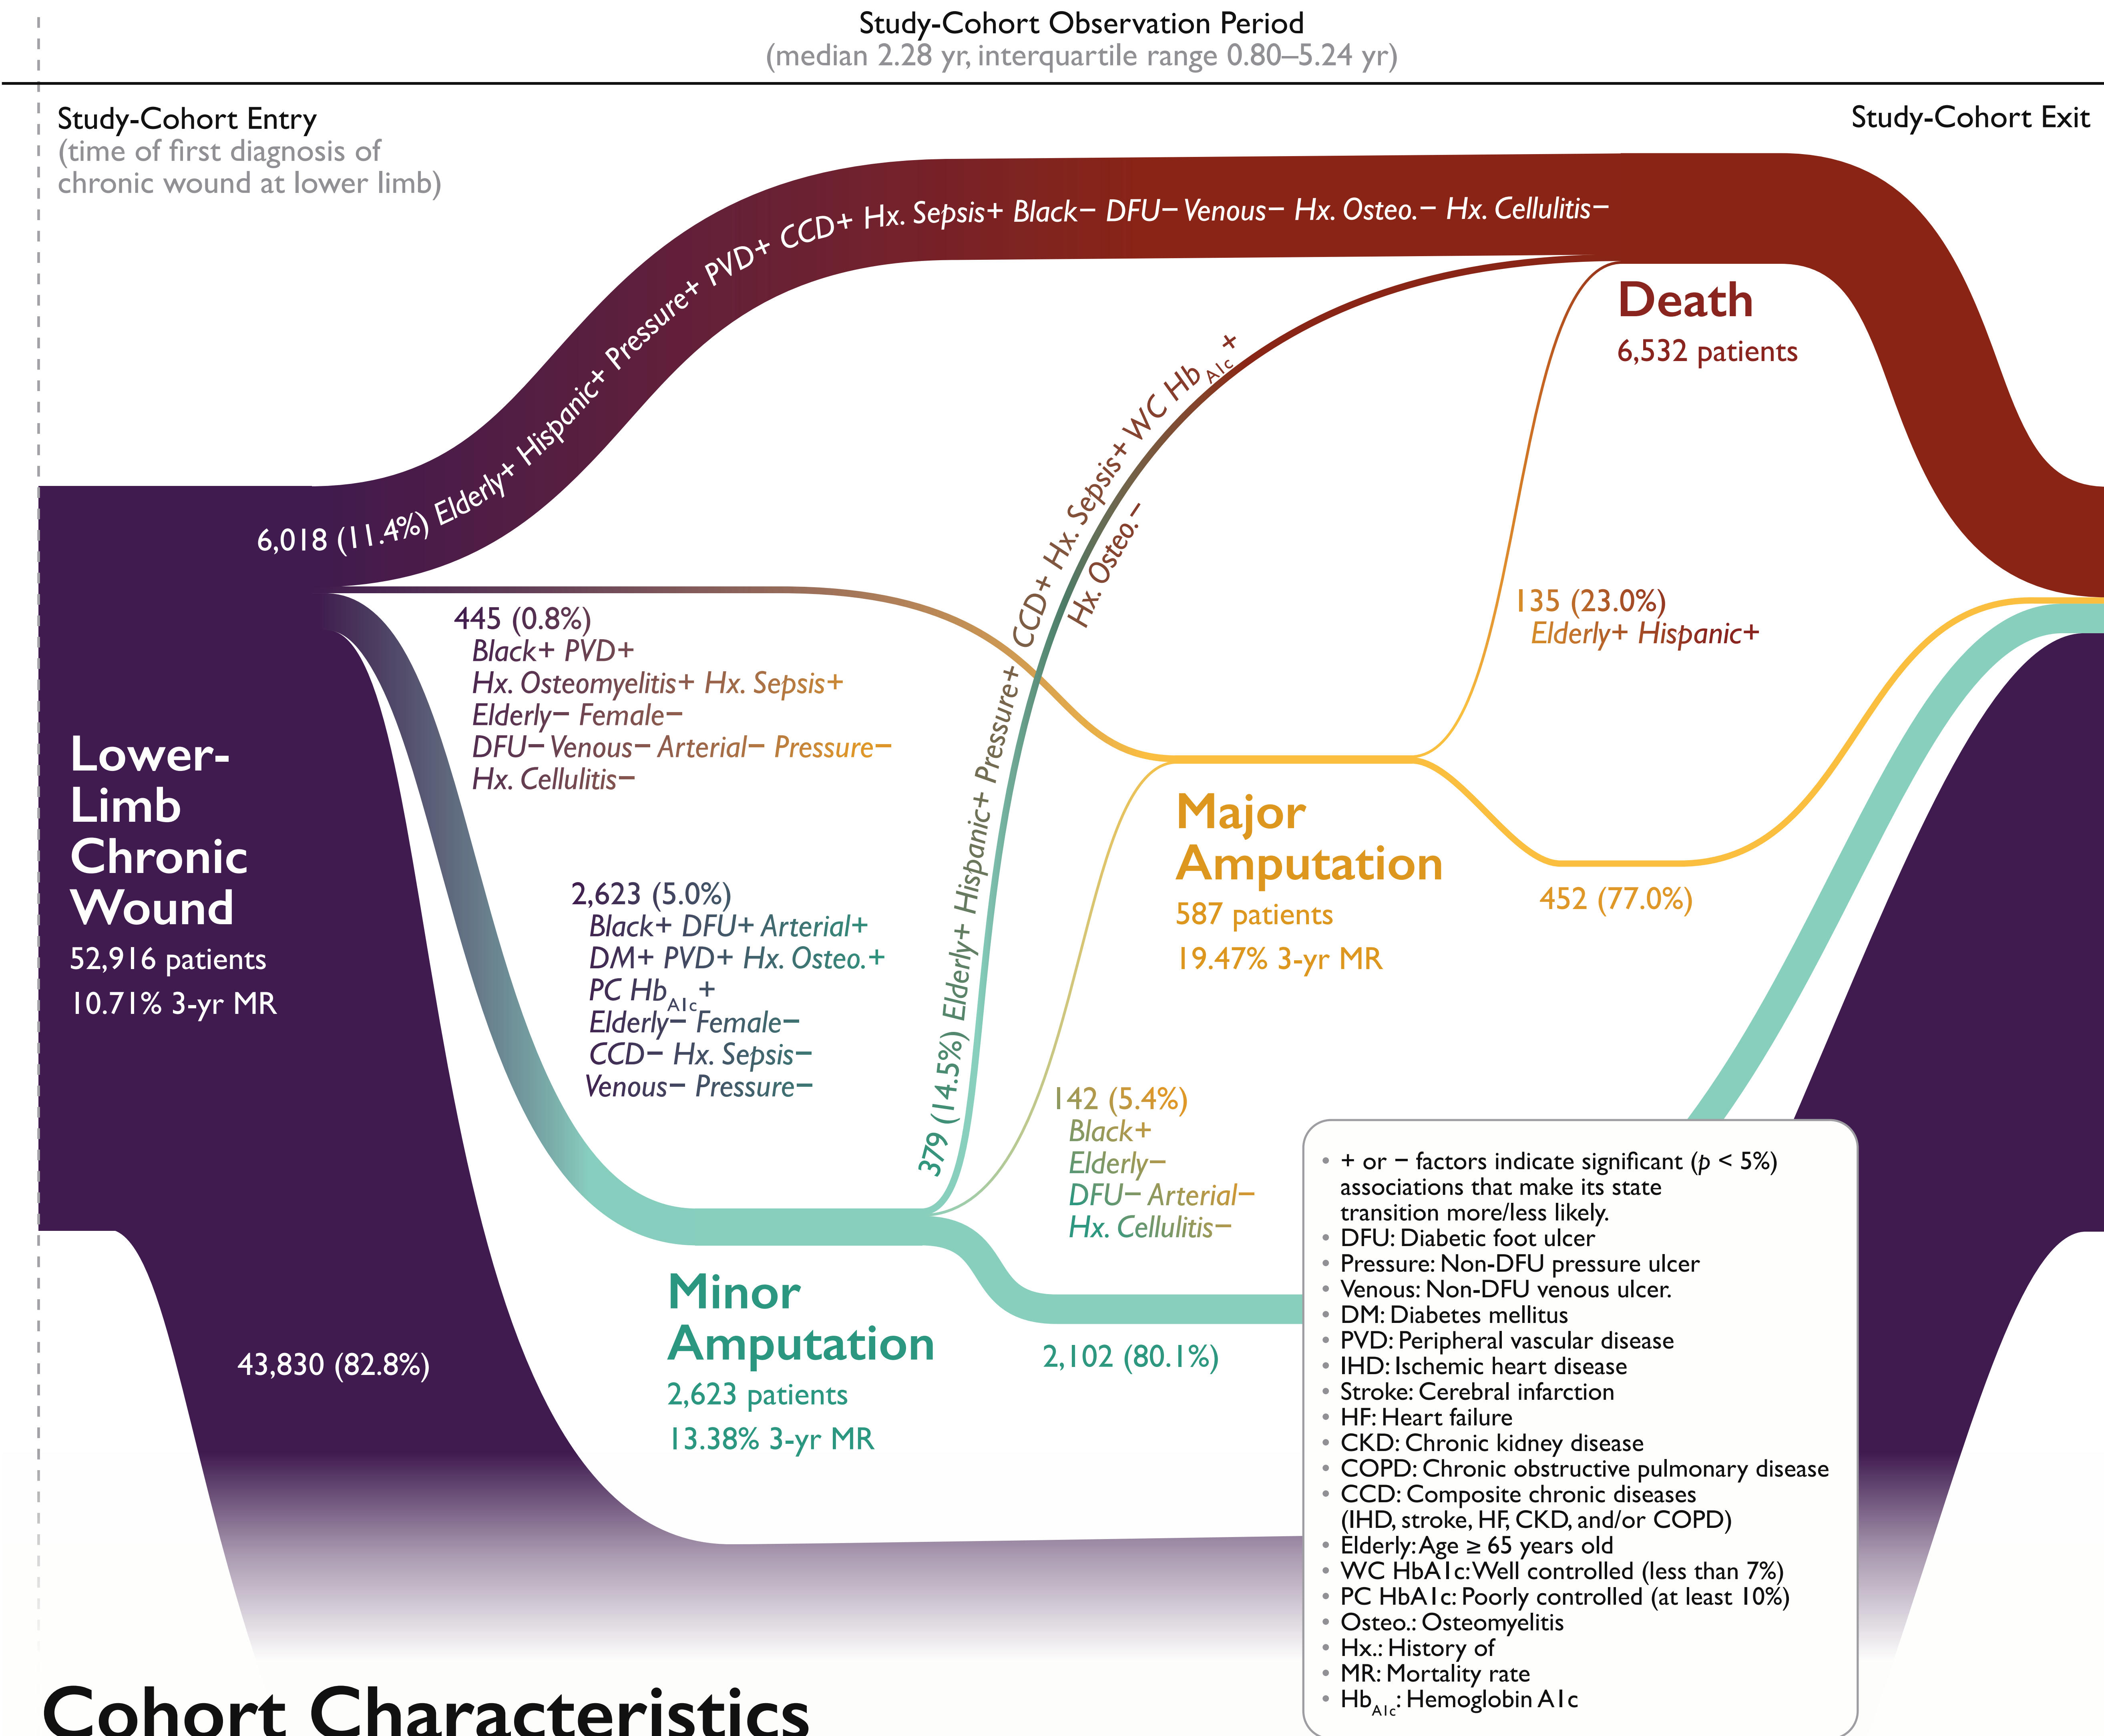 Study-Cohort Observation Period
(median 2.28 yr, interquartile range 0.80–5.24 yr)
Study-Cohort Entry
(time of first diagnosis of
chronic wound at lower limb)
Study-Cohort Exit
6,018 (11.4%) Elderly+ Hispanic+ Pressure+ PVD+ CCD+ Hx. Sepsis+ Black− DFU− Venous− Hx. Osteo.− Hx. Cellulitis−
Death
6,532 patients
445 (0.8%)
Black+ PVD+
Hx. Osteomyelitis+ Hx. Sepsis+
Elderly− Female−
DFU− Venous− Arterial− Pressure−
Hx. Cellulitis−
379 (14.5%) Elderly+ Hispanic+ Pressure+ CCD+ Hx. Sepsis+ WC HbA1c+
Hx. Osteo.−
135 (23.0%)
Elderly+ Hispanic+
Lower-
Limb
Chronic
Wound
52,916 patients
10.71% 3-yr MR
2,623 (5.0%)
Black+ DFU+ Arterial+
DM+ PVD+ Hx. Osteo.+
PC HbA1c+
Elderly− Female−
CCD− Hx. Sepsis−
Venous− Pressure−
Major
Amputation
587 patients
19.47% 3-yr MR
452 (77.0%)
142 (5.4%)
Black+
Elderly−
DFU− Arterial−
Hx. Cellulitis−
Minor
Amputation
2,623 patients
13.38% 3-yr MR
2,102 (80.1%)
43,830 (82.8%)
• + or − factors indicate significant (p < 5%)
associations that make its state
transition more/less likely.
• DFU: Diabetic foot ulcer
• Pressure: Non-DFU pressure ulcer
• Venous: Non-DFU venous ulcer.
• DM: Diabetes mellitus
• PVD: Peripheral vascular disease
• IHD: Ischemic heart disease
• Stroke: Cerebral infarction
• HF: Heart failure
• CKD: Chronic kidney disease
• COPD: Chronic obstructive pulmonary disease
• CCD: Composite chronic diseases
(IHD, stroke, HF, CKD, and/or COPD)
• Elderly: Age ≥ 65 years old
• WC HbA1c: Well controlled (less than 7%)
• PC HbA1c: Poorly controlled (at least 10%)
• Osteo.: Osteomyelitis
• Hx.: History of
• MR: Mortality rate
• HbA1c: Hemoglobin A1c
Cohort Characteristics